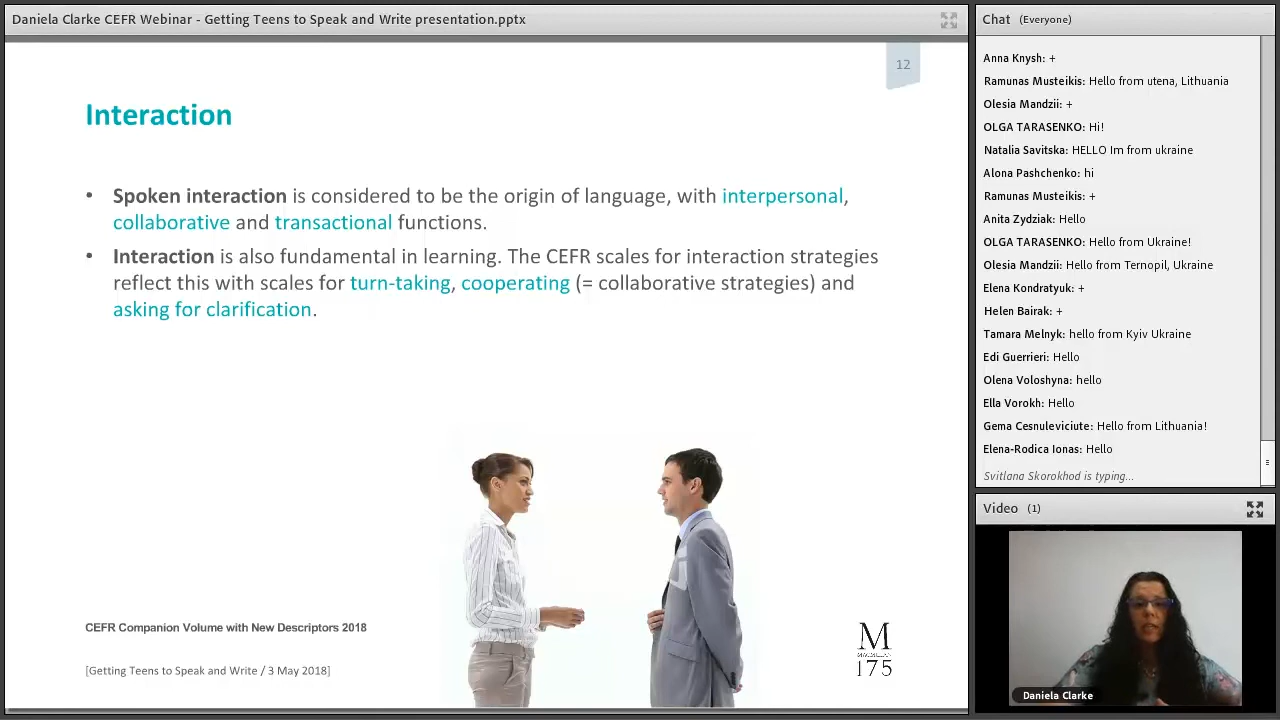 Daniela Clarke CEFR Webinar - Getting Teens to Speak and Write presentation.pptx
12
Interaction
• Spoken interaction is considered to be the origin of language, with interpersonal,
collaborative and transactional functions.
• Interaction is also fundamental in learning. The CEFR scales for interaction strategies
reflect this with scales for turn-taking, cooperating (= collaborative strategies) and
asking for clarification.
CEFR Companion Volume with New Descriptors 2018
[Getting Teens to Speak and Write / 3 May 2018]
M
MACMILLAN
175
Chat (Everyone)
Anna Knysh: +
Ramunas Musteikis: Hello from utena, Lithuania
Olesia Mandzii: +
OLGA TARASENKO: Hi!
Natalia Savitska: HELLO Im from ukraine
Alona Pashchenko: hi
Ramunas Musteikis: +
Anita Zydziak: Hello
OLGA TARASENKO: Hello from Ukraine!
Olesia Mandzii: Hello from Ternopil, Ukraine
Elena Kondratyuk: +
Helen Bairak: +
Tamara Melnyk: hello from Kyiv Ukraine
Edi Guerrieri: Hello
Olena Voloshyna: hello
Ella Vorokh: Hello
Gema Cesnuleviciute: Hello from Lithuania!
Elena-Rodica Ionas: Hello
Svitlana Skorokhod is typing...
Video (1)
Daniela Clarke